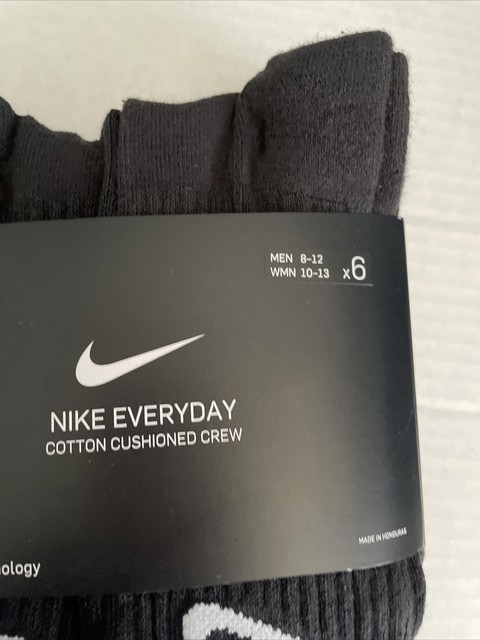 MEN 8-12
WMN 10-13 x6
NIKE EVERYDAY
COTTON CUSHIONED CREW
MADE IN HONDURAS
ology